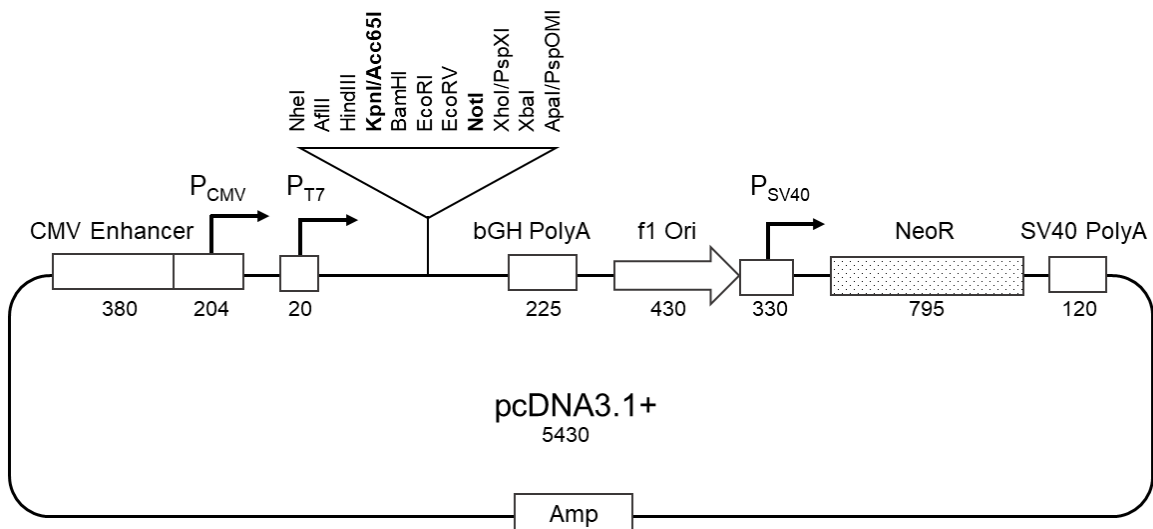 NheI
AflII
HindIII
KpnI/Acc65I
BamHI
EcoRI
EcoRV
NotI
XhoI/PspXI
XbaI
ApaI/PspOMI
PCMV
PT7
PSV40
CMV Enhancer
bGH PolyA
f1 Ori
NeoR
SV40 PolyA
380
204
20
225
430
330
795
120
pcDNA3.1+
5430
Amp